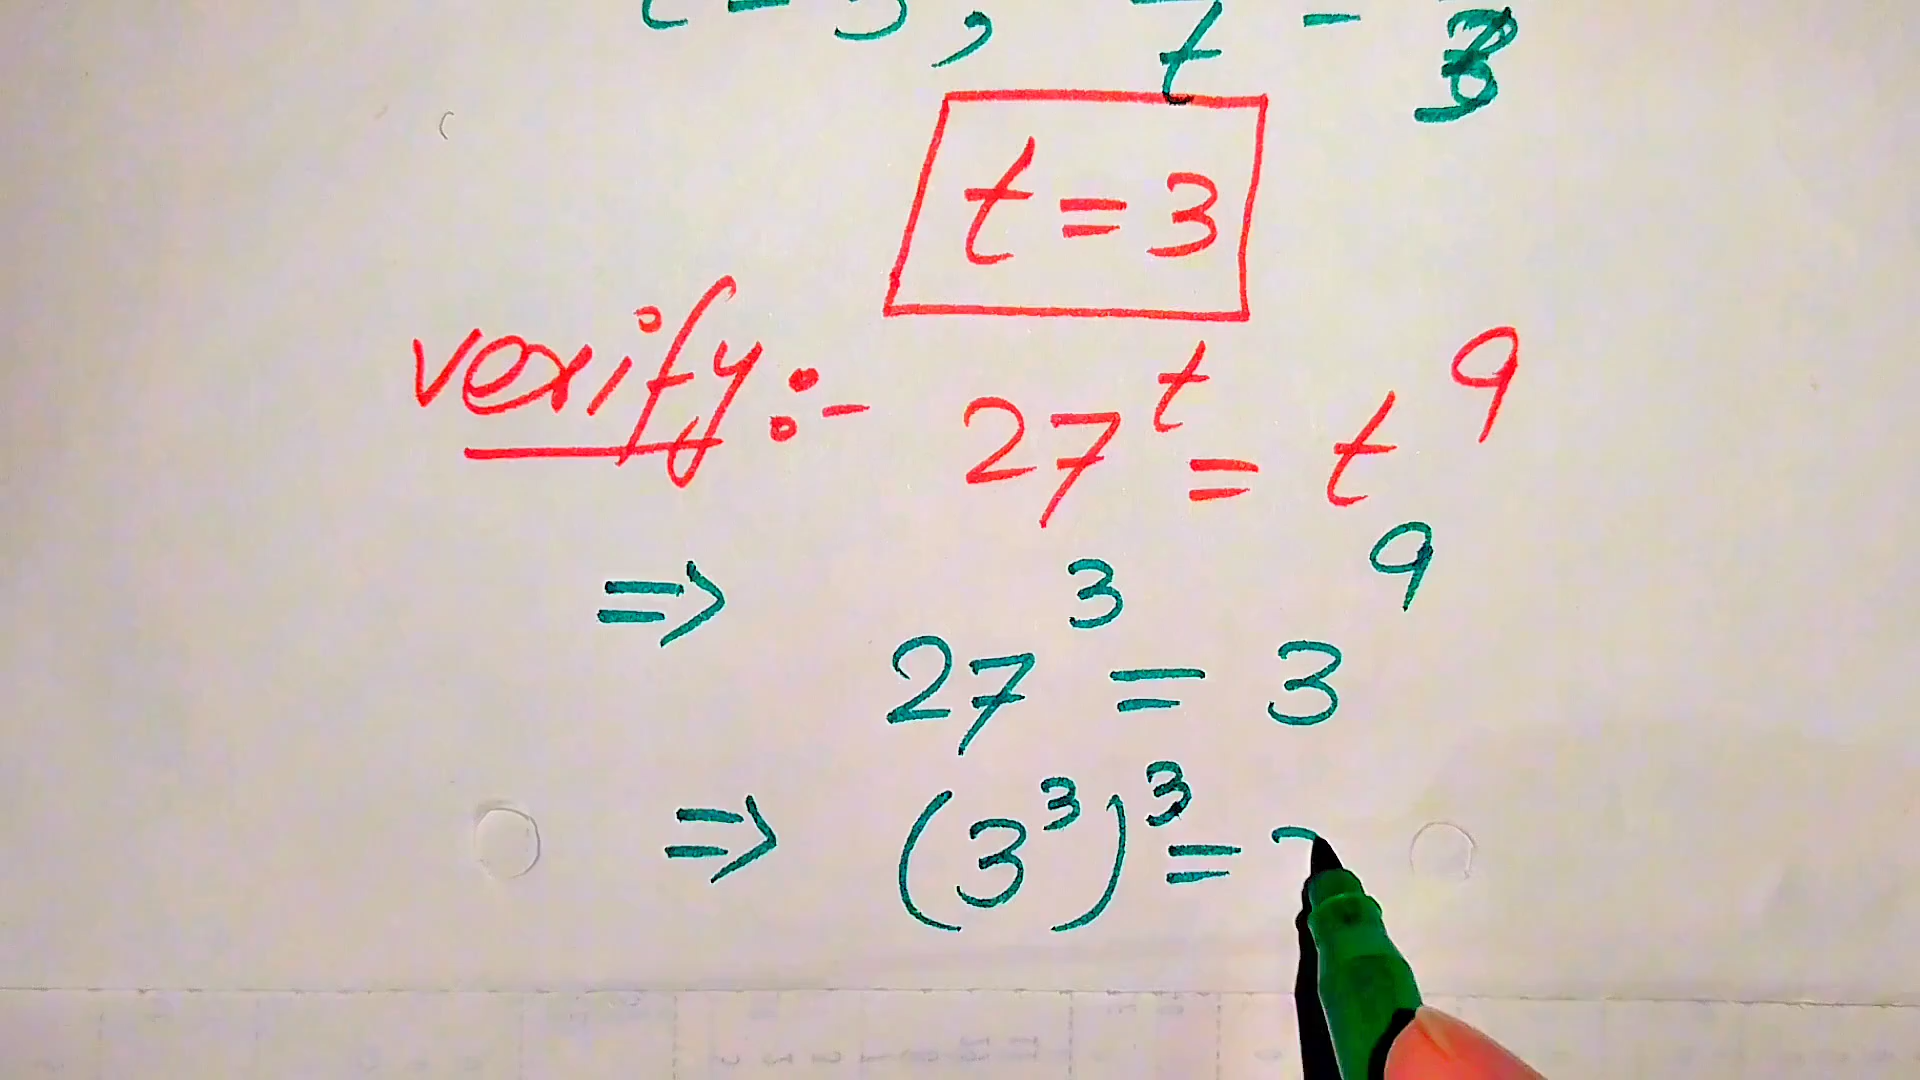 t = 3
verify :- 27^t = t^9
⇒ 27^3 = 3^9
⇒ (3^3)^3 =